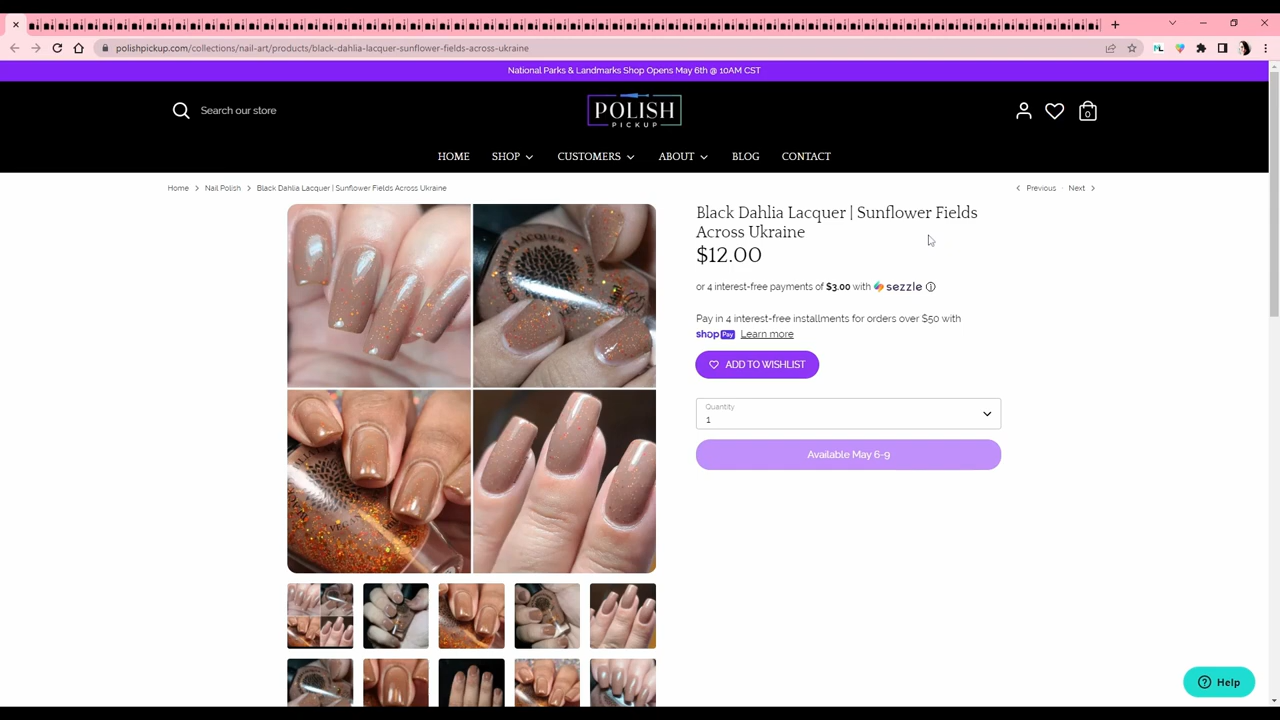 polishpickup.com/collections/nail-art/products/black-dahlia-lacquer-sunflower-fields-across-ukraine
National Parks & Landmarks Shop Opens May 6th @ 10AM CST
Search our store
POLISH
PICKUP
0
HOME SHOP CUSTOMERS ABOUT BLOG CONTACT
Home > Nail Polish > Black Dahlia Lacquer | Sunflower Fields Across Ukraine
Previous Next
Black Dahlia Lacquer | Sunflower Fields
Across Ukraine
$12.00
or 4 interest-free payments of $3.00 with sezzle
Pay in 4 interest-free installments for orders over $50 with
shop Pay Learn more
ADD TO WISHLIST
Quantity
1
Available May 6-9
Help